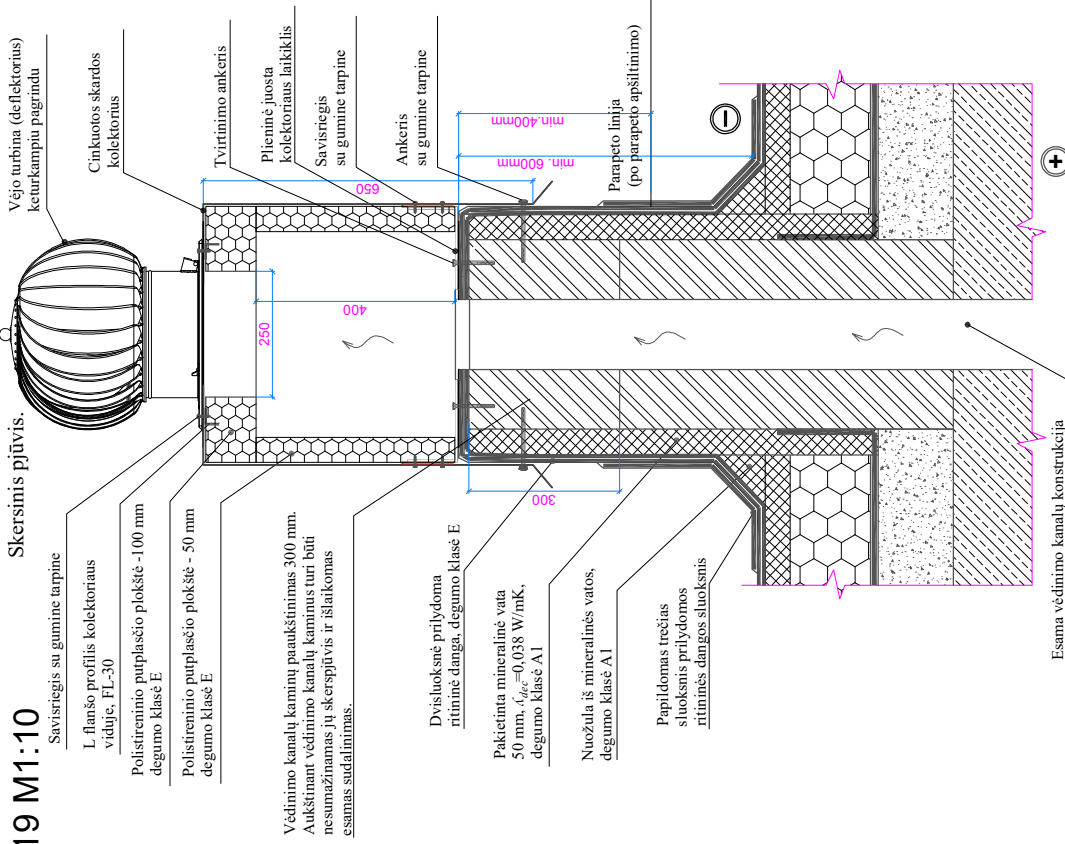 19 M1:10
Skersinis pjūvis.
Savisriegis su gumine tarpine
L flanšo profilis kolektoriaus
viduje, FL-30
Polistireninio putplasčio plokštė -100 mm
degumo klasė E
Polistireninio putplasčio plokštė - 50 mm
degumo klasė E
Vėdinimo kanalų kaminų paaukštinimas 300 mm.
Aukštinant vėdinimo kanalų kaminus turi būti
nesumažinamas jų skerspjūvis ir išlaikomas
esamas sudalinimas.
Dvisluoksnė prilydoma
ritininė danga, degumo klasė E
Pakietinta mineralinė vata
50 mm, λdec=0,038 W/mK,
degumo klasė A1
Nuožula iš mineralinės vatos,
degumo klasė A1
Papildomas trečias
sluoksnis prilydomos
ritininės dangos sluoksnis
Vėjo turbina (deflektorius)
keturkampiu pagrindu
Cinkuotos skardos
kolektorius
Tvirtinimo ankeris
Plieninė juosta
kolektoriaus laikiklis
Savisriegis
su gumine tarpine
Ankeris
su gumine tarpine
Parapeto linija
(po parapeto apšiltinimo)
650
400
250
300
min.400mm
min. 600mm
−
+
Esama vėdinimo kanalų konstrukcija